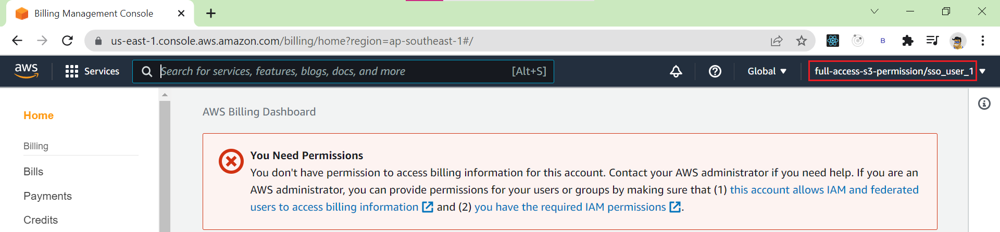 Billing Management Console
us-east-1.console.aws.amazon.com/billing/home?region=ap-southeast-1#/
B
aws
Services
Search for services, features, blogs, docs, and more
[Alt+S]
Global
full-access-s3-permission/sso_user_1
Home
Billing
Bills
Payments
Credits
AWS Billing Dashboard
You Need Permissions
You don't have permission to access billing information for this account. Contact your AWS administrator if you need help. If you are an
AWS administrator, you can provide permissions for your users or groups by making sure that (1) this account allows IAM and federated
users to access billing information and (2) you have the required IAM permissions.